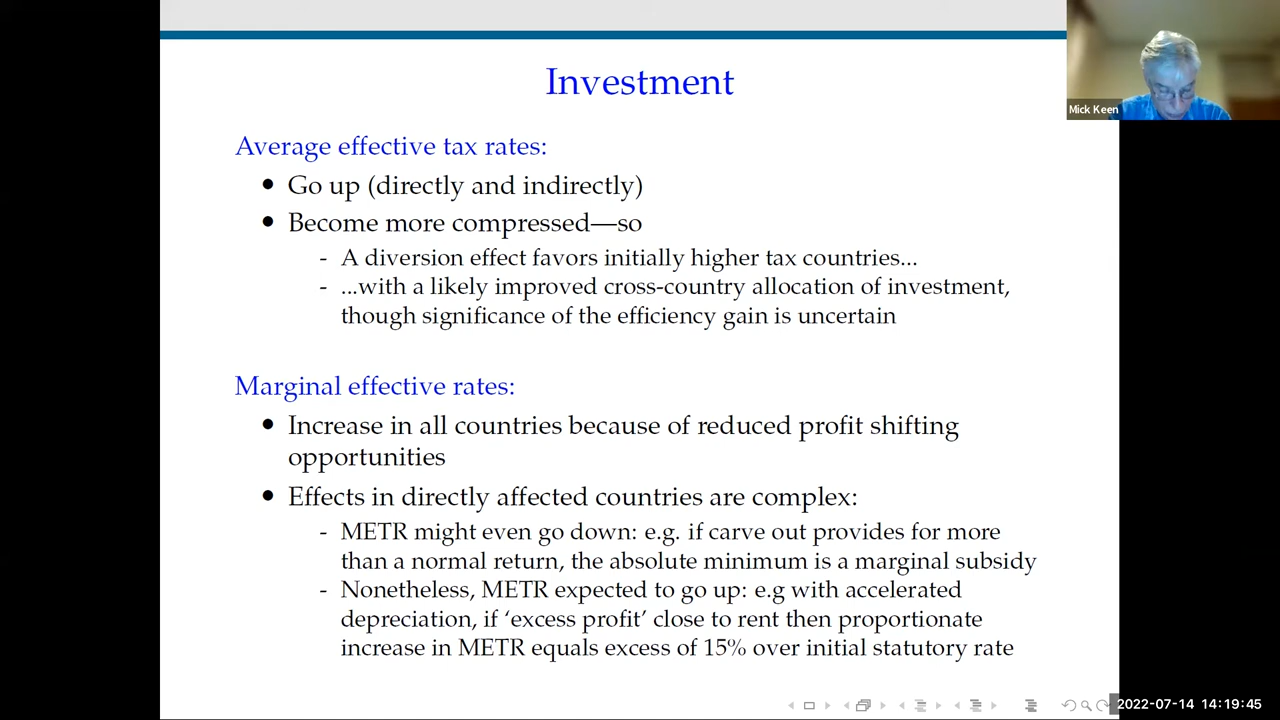 Investment
Mick Keen
Average effective tax rates:
• Go up (directly and indirectly)
• Become more compressed—so
- A diversion effect favors initially higher tax countries...
- ...with a likely improved cross-country allocation of investment,
though significance of the efficiency gain is uncertain
Marginal effective rates:
• Increase in all countries because of reduced profit shifting
opportunities
• Effects in directly affected countries are complex:
- METR might even go down: e.g. if carve out provides for more
than a normal return, the absolute minimum is a marginal subsidy
- Nonetheless, METR expected to go up: e.g with accelerated
depreciation, if ‘excess profit’ close to rent then proportionate
increase in METR equals excess of 15% over initial statutory rate
2022-07-14 14:19:45